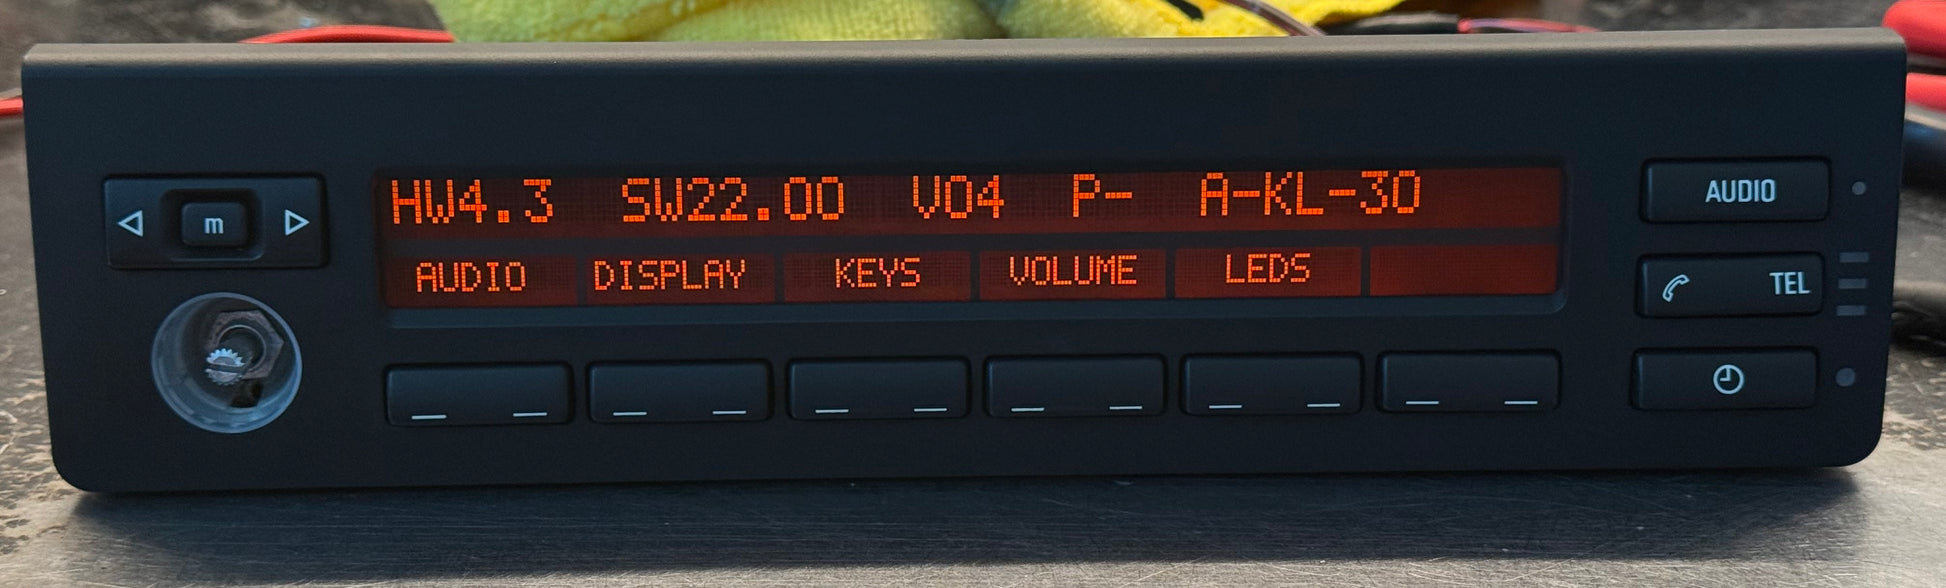 HW4.3 SW22.00 V04 P- A-KL-30
AUDIO DISPLAY KEYS VOLUME LEDS
m
AUDIO
TEL